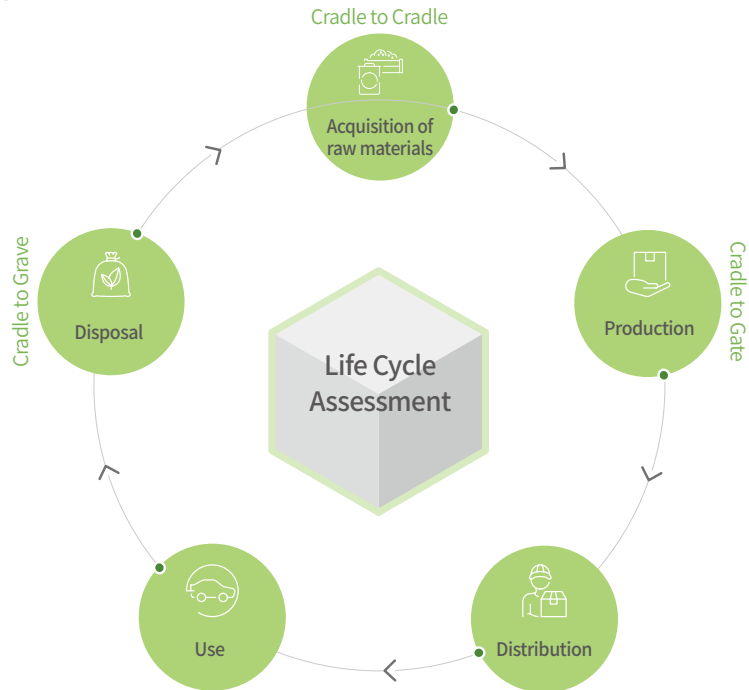 Cradle to Cradle
Acquisition of
raw materials
Cradle to Gate
Production
Distribution
Use
Cradle to Grave
Disposal
Life Cycle
Assessment